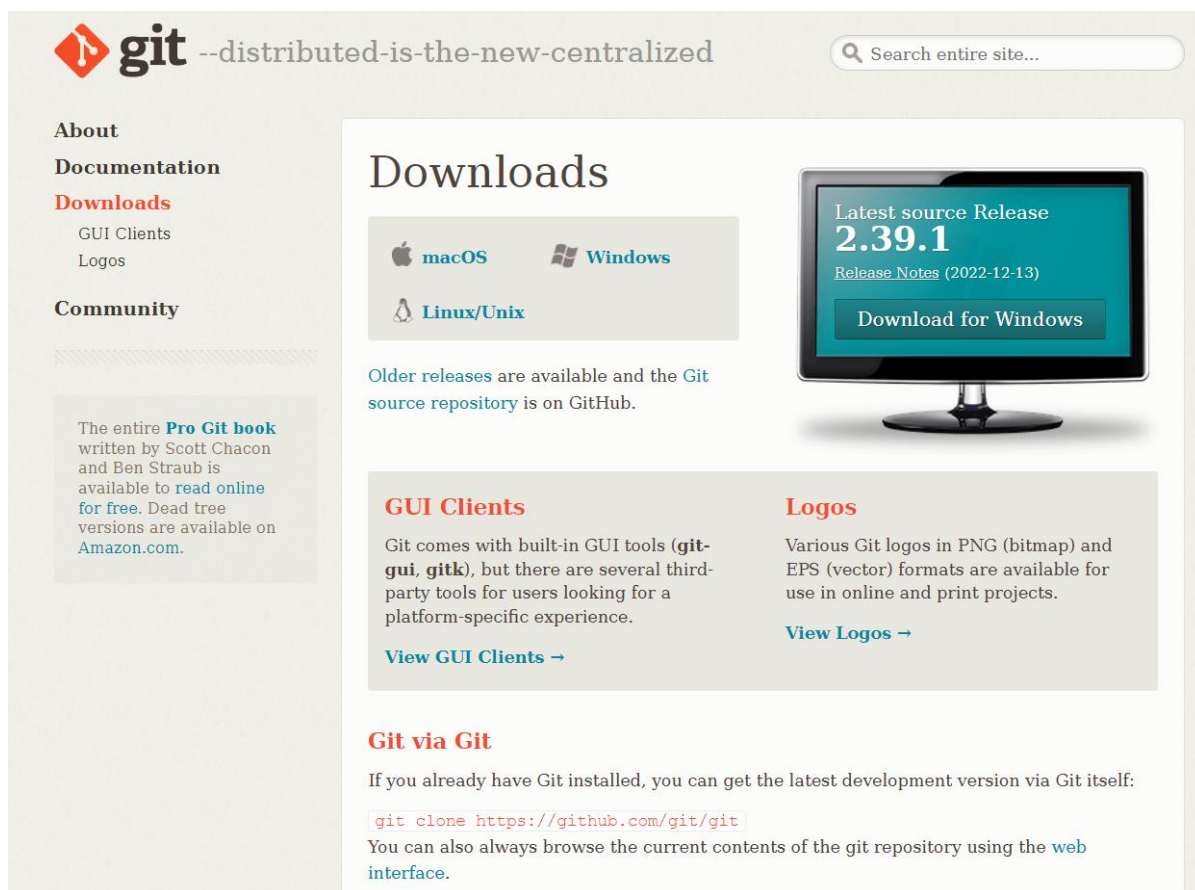 git --distributed-is-the-new-centralized
Search entire site...
About
Documentation
Downloads
GUI Clients
Logos
Community
The entire Pro Git book
written by Scott Chacon
and Ben Straub is
available to read online
for free. Dead tree
versions are available on
Amazon.com.
Downloads
macOS
Windows
Linux/Unix
Older releases are available and the Git
source repository is on GitHub.
Latest source Release
2.39.1
Release Notes (2022-12-13)
Download for Windows
GUI Clients
Git comes with built-in GUI tools (git-
gui, gitk), but there are several third-
party tools for users looking for a
platform-specific experience.
View GUI Clients →
Logos
Various Git logos in PNG (bitmap) and
EPS (vector) formats are available for
use in online and print projects.
View Logos →
Git via Git
If you already have Git installed, you can get the latest development version via Git itself:
git clone https://github.com/git/git
You can also always browse the current contents of the git repository using the web
interface.